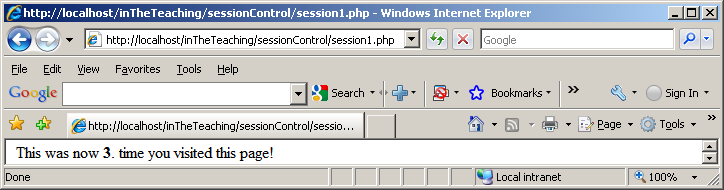 http://localhost/inTheTeaching/sessionControl/session1.php - Windows Internet Explorer
http://localhost/inTheTeaching/sessionControl/session1.php Google
File Edit View Favorites Tools Help
Google Search Bookmarks » Sign In
http://localhost/inTheTeaching/sessionControl/sessio... Page Tools »
This was now 3. time you visited this page!
Done Local intranet 100%